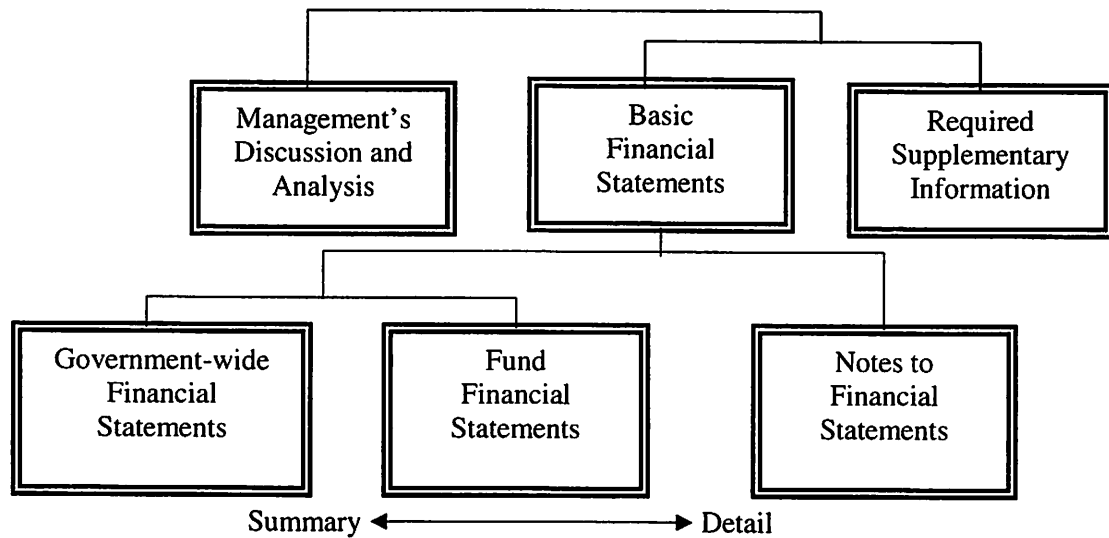 Management's
Discussion and
Analysis
Basic
Financial
Statements
Required
Supplementary
Information
Government-wide
Financial
Statements
Fund
Financial
Statements
Notes to
Financial
Statements
Summary
Detail